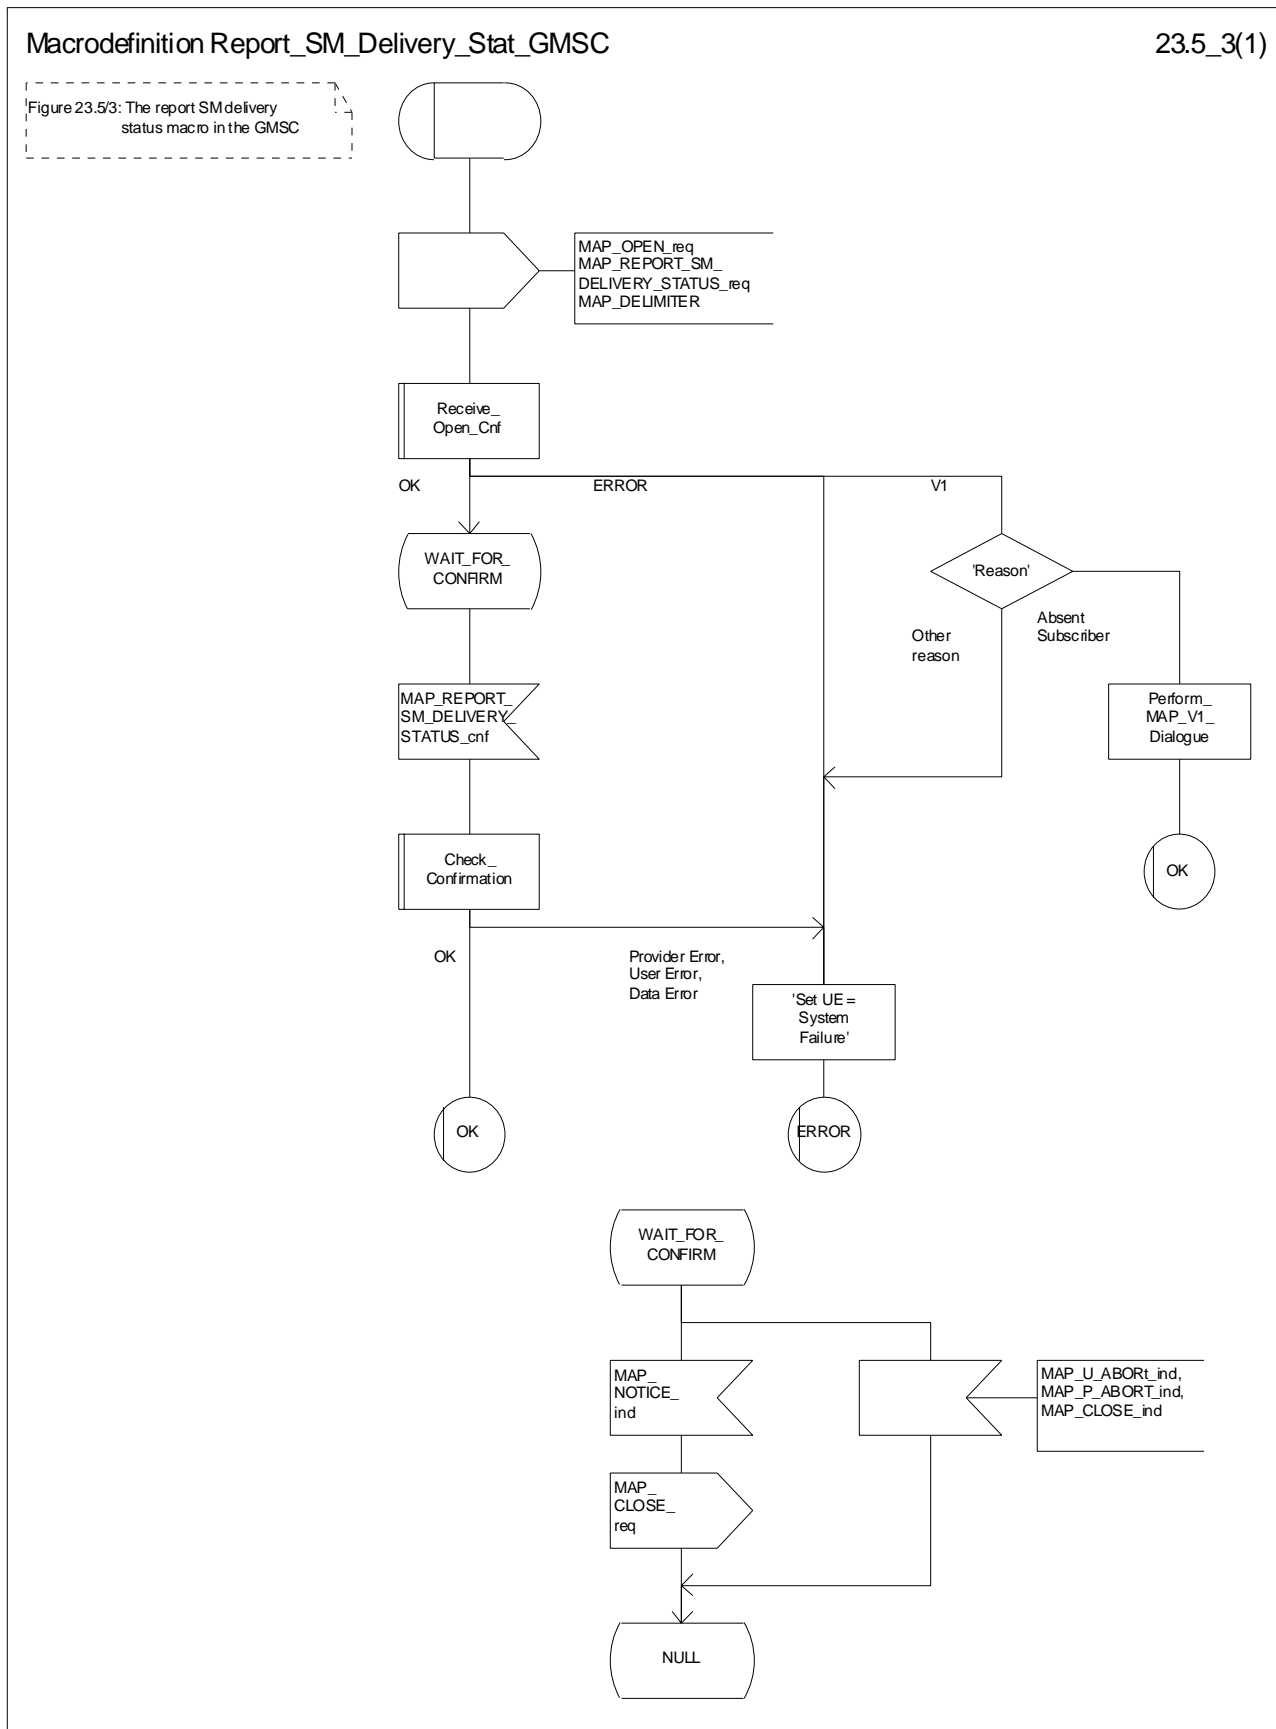 Macrodefinition Report_SM_Delivery_Stat_GMSC
23.5_3(1)
Figure 23.5/3: The report SM delivery
status macro in the GMSC
MAP_OPEN_req
MAP_REPORT_SM_
DELIVERY_STATUS_req
MAP_DELIMITER
Receive_
Open_Cnf
OK
ERROR
V1
WAIT_FOR_
CONFIRM
'Reason'
Other
reason
Absent
Subscriber
MAP_REPORT_
SM_DELIVERY_
STATUS_cnf
Perform_
MAP_V1_
Dialogue
Check_
Confirmation
OK
OK
Provider Error,
User Error,
Data Error
'Set UE =
System
Failure'
OK
ERROR
WAIT_FOR_
CONFIRM
MAP_
NOTICE_
ind
MAP_U_ABORt_ind,
MAP_P_ABORT_ind,
MAP_CLOSE_ind
MAP_
CLOSE_
req
NULL